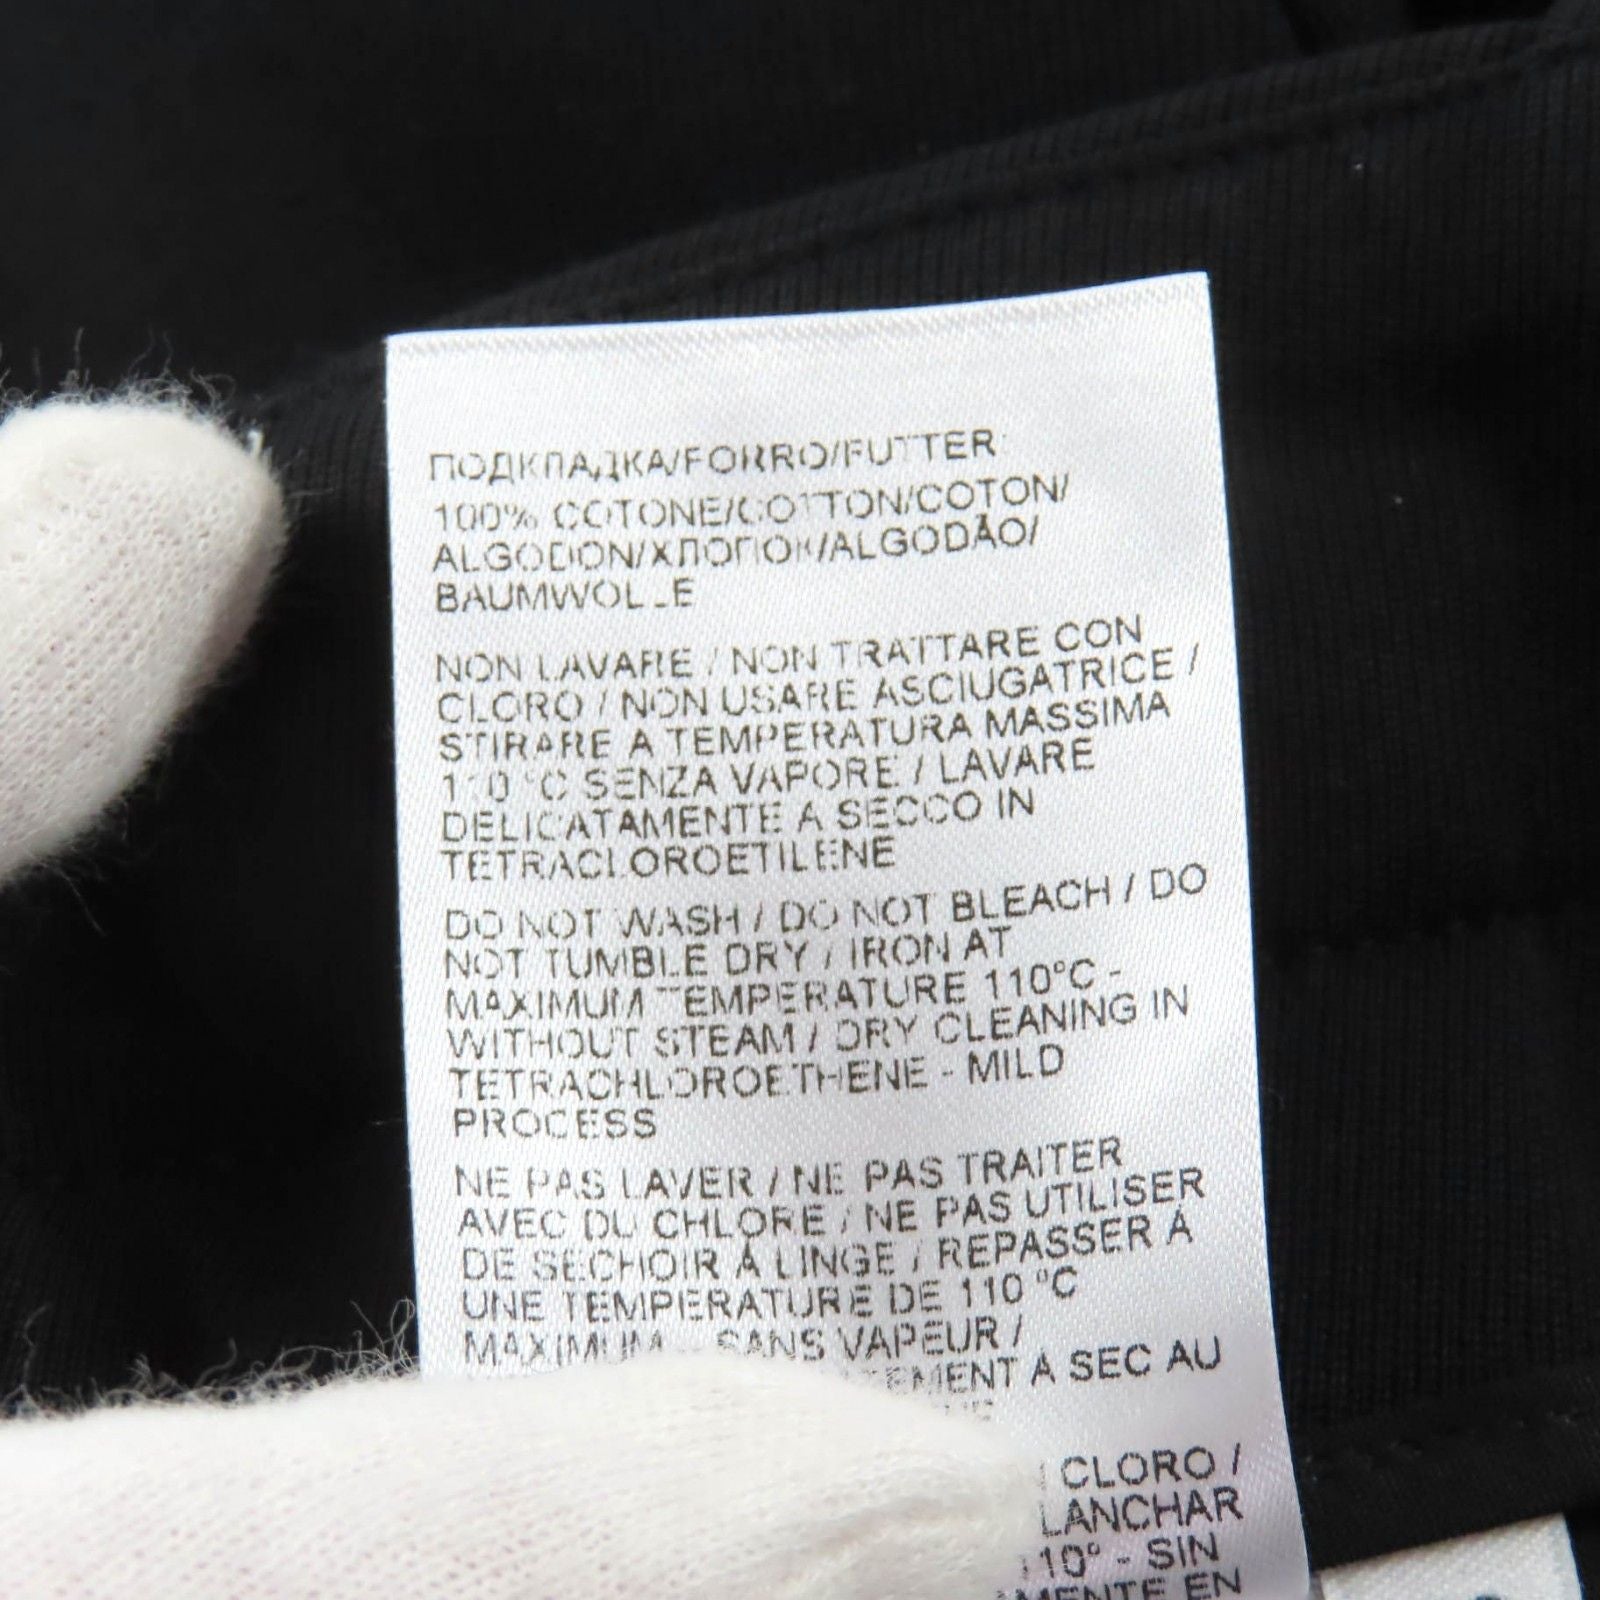 ПОДКЛАДКА/FORRO/FUTTER
100% COTONE/COTTON/COTON/
ALGODON/ХЛОПОК/ALGODÃO/
BAUMWOLLE
NON LAVARE / NON TRATTARE CON
CLORO / NON USARE ASCIUGATRICE /
STIRARE A TEMPERATURA MASSIMA
110 °C SENZA VAPORE / LAVARE
DELICATAMENTE A SECCO IN
TETRACLOROETILENE
DO NOT WASH / DO NOT BLEACH / DO
NOT TUMBLE DRY / IRON AT
MAXIMUM TEMPERATURE 110°C -
WITHOUT STEAM / DRY CLEANING IN
TETRACHLOROETHENE - MILD
PROCESS
NE PAS LAVER / NE PAS TRAITER
AVEC DU CHLORE / NE PAS UTILISER
DE SECHOIR À LINGE / REPASSER À
UNE TEMPERATURE DE 110 °C
MAXIMUM - SANS VAPEUR /
A SEC AU
CLORO /
- SIN
EN